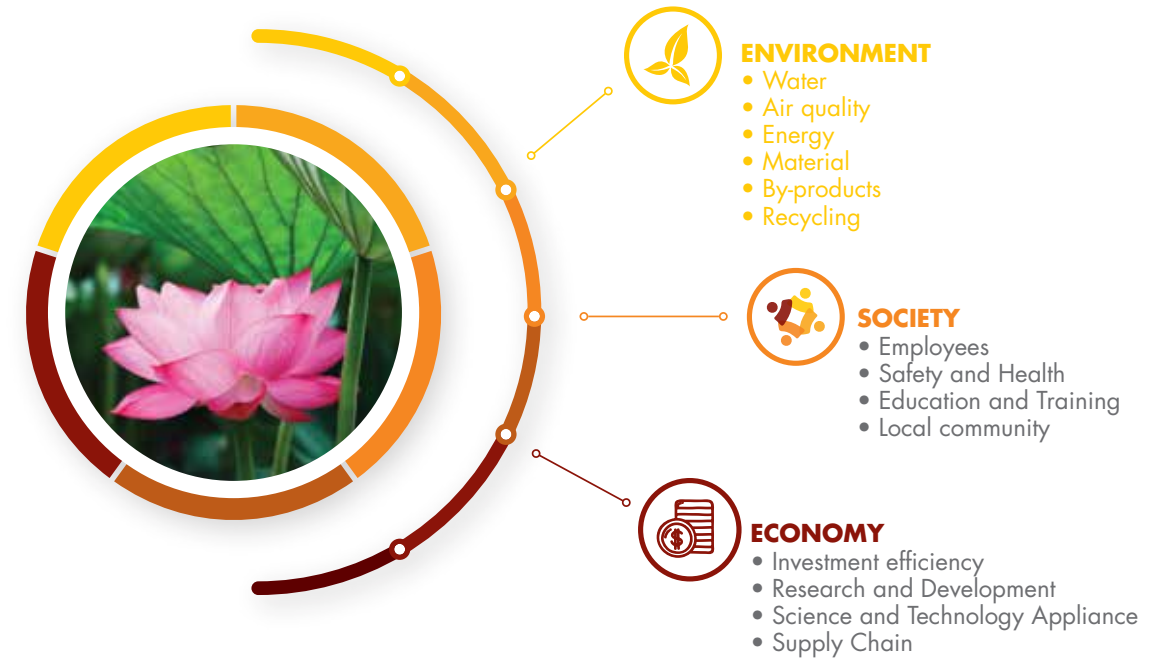 ENVIRONMENT
• Water
• Air quality
• Energy
• Material
• By-products
• Recycling
SOCIETY
• Employees
• Safety and Health
• Education and Training
• Local community
$
ECONOMY
• Investment efficiency
• Research and Development
• Science and Technology Appliance
• Supply Chain